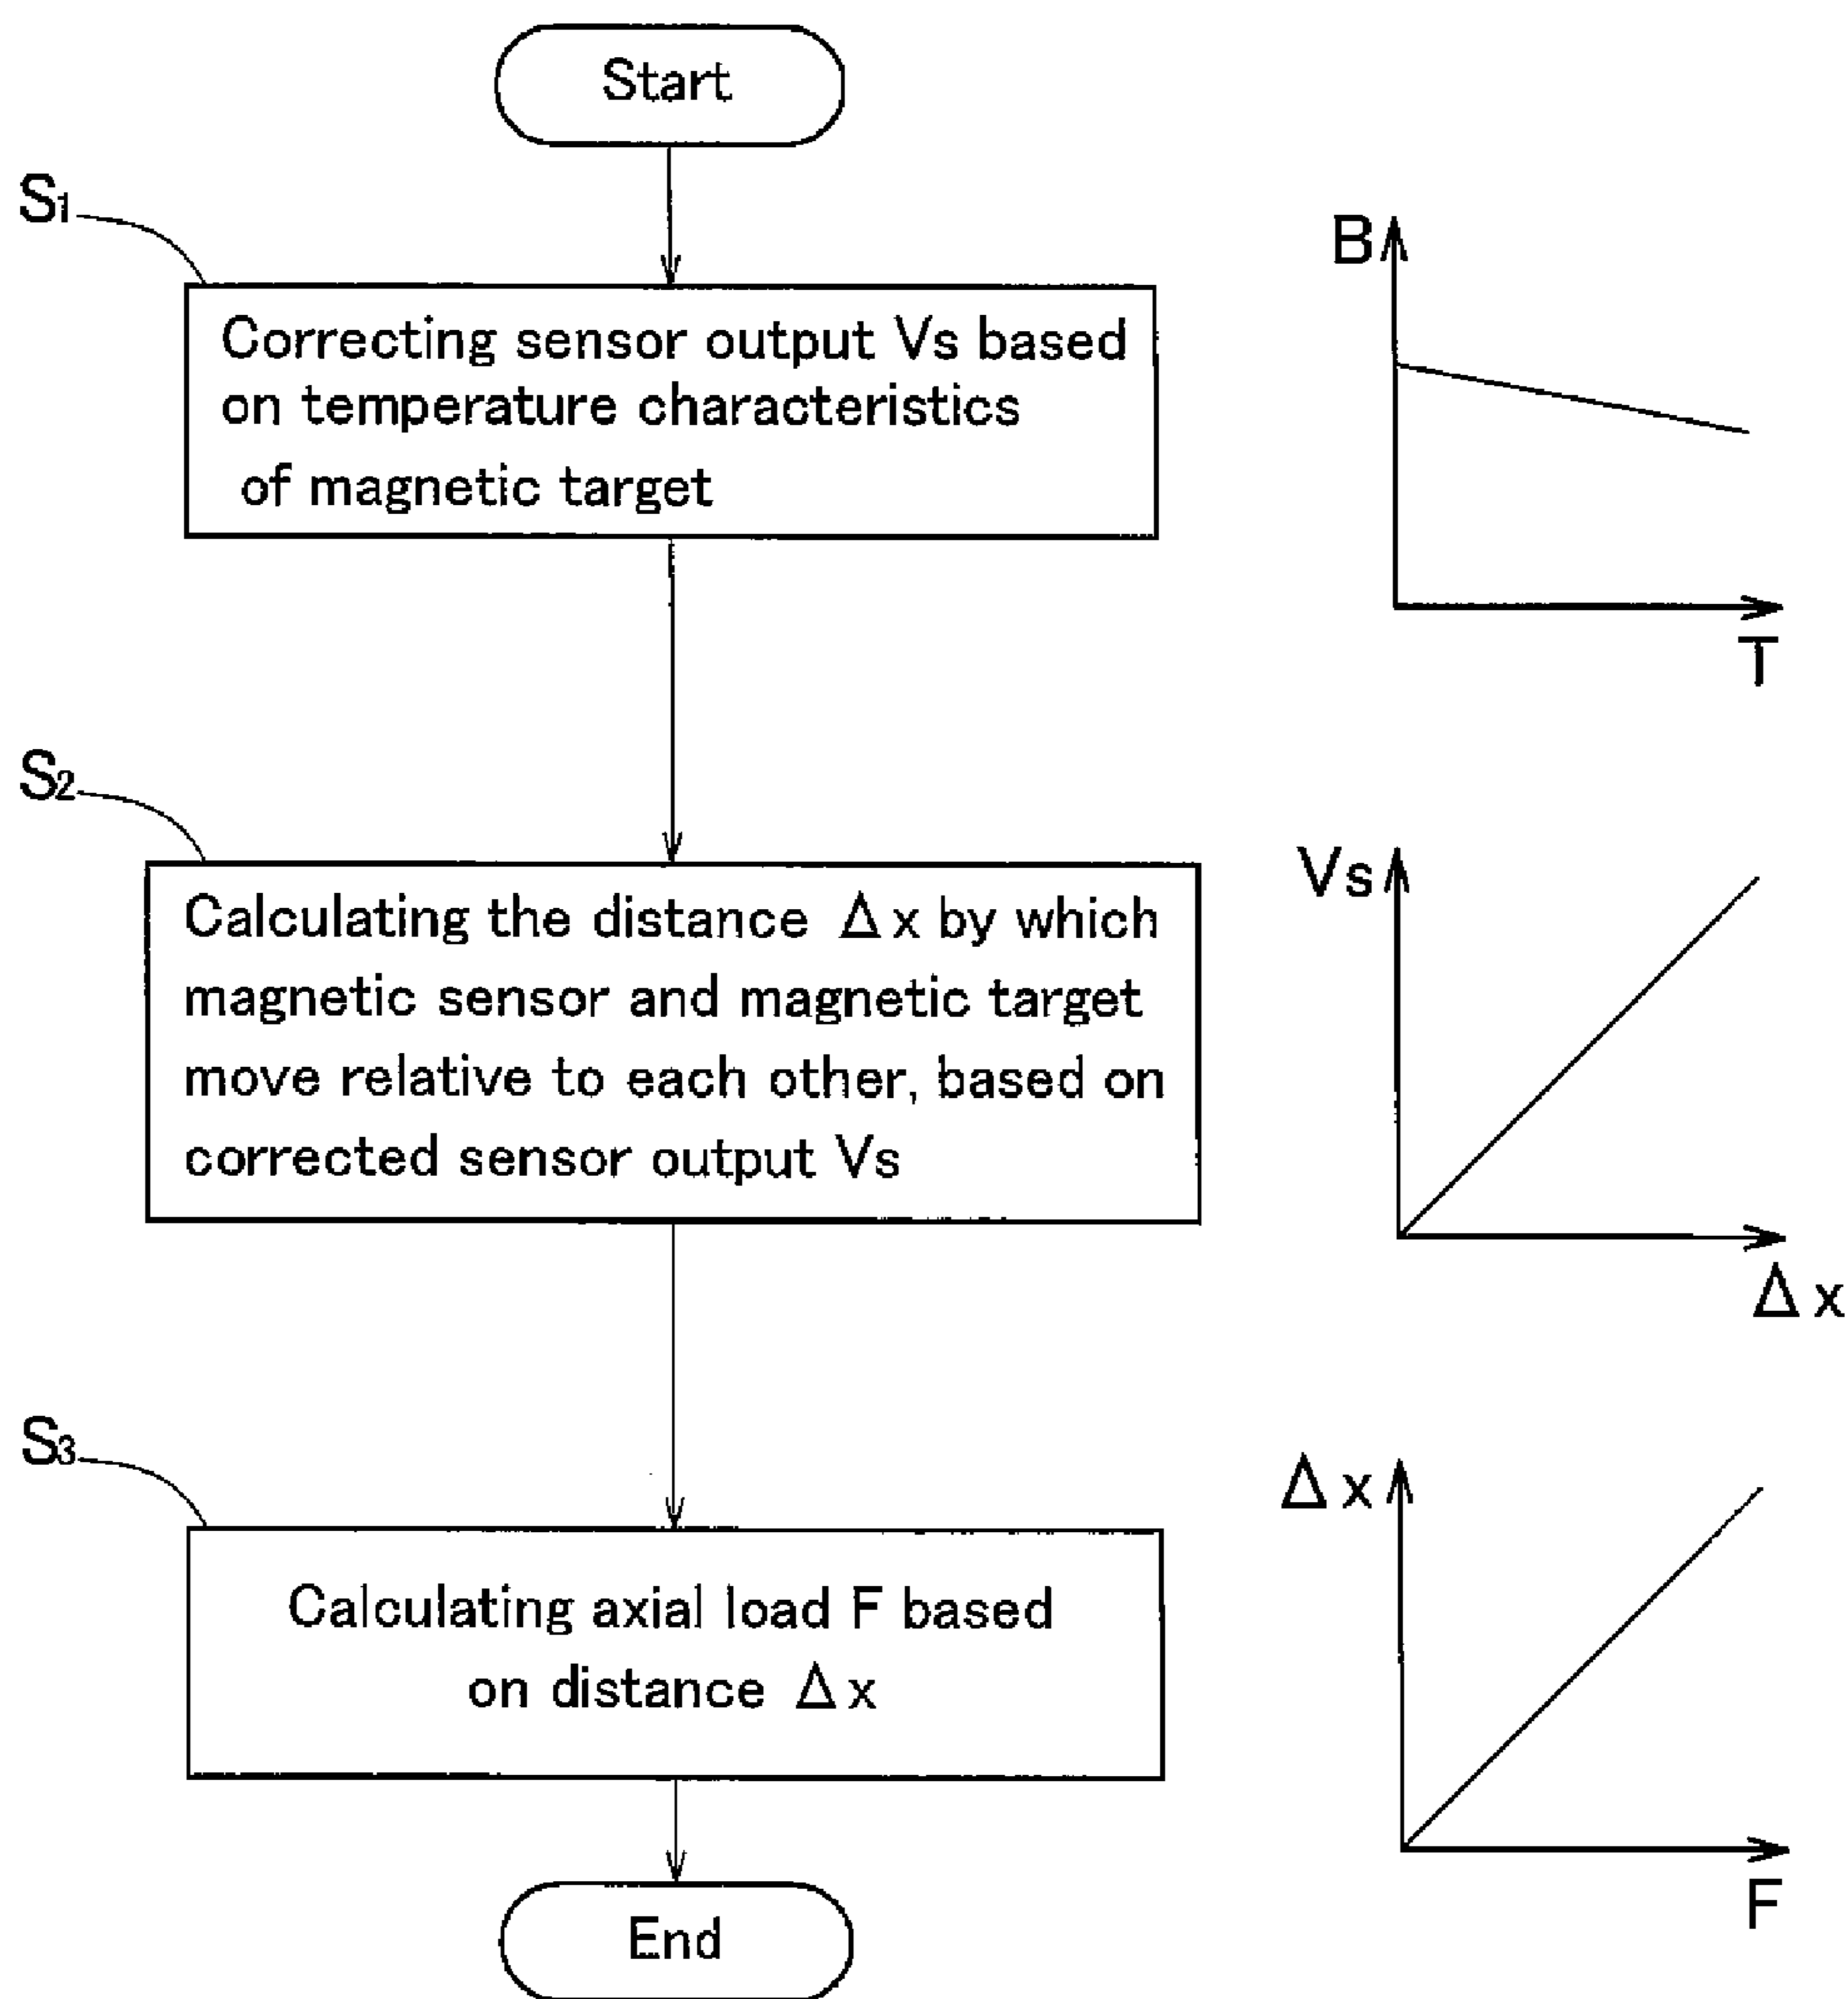 Start
S1
Correcting sensor output Vs based
on temperature characteristics
of magnetic target
B
T
S2
Calculating the distance Δx by which
magnetic sensor and magnetic target
move relative to each other, based on
corrected sensor output Vs
Vs
Δx
S3
Calculating axial load F based
on distance Δx
Δx
F
End